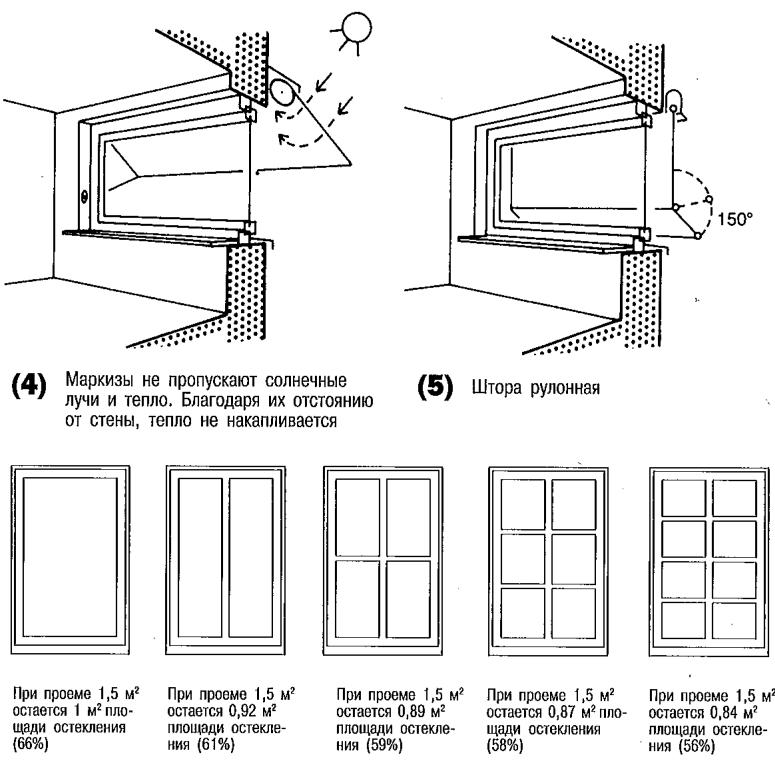 150°
(4) Маркизы не пропускают солнечные
лучи и тепло. Благодаря их отстоянию
от стены, тепло не накапливается
(5) Штора рулонная
При проеме 1,5 м²
остается 1 м² пло-
щади остекления
(66%)
При проеме 1,5 м²
остается 0,92 м²
площади остекле-
ния (61%)
При проеме 1,5 м²
остается 0,89 м²
площади остекле-
ния (59%)
При проеме 1,5 м²
остается 0,87 м² пло-
щади остекления
(58%)
При проеме 1,5 м²
остается 0,84 м²
площади остекле-
ния (56%)